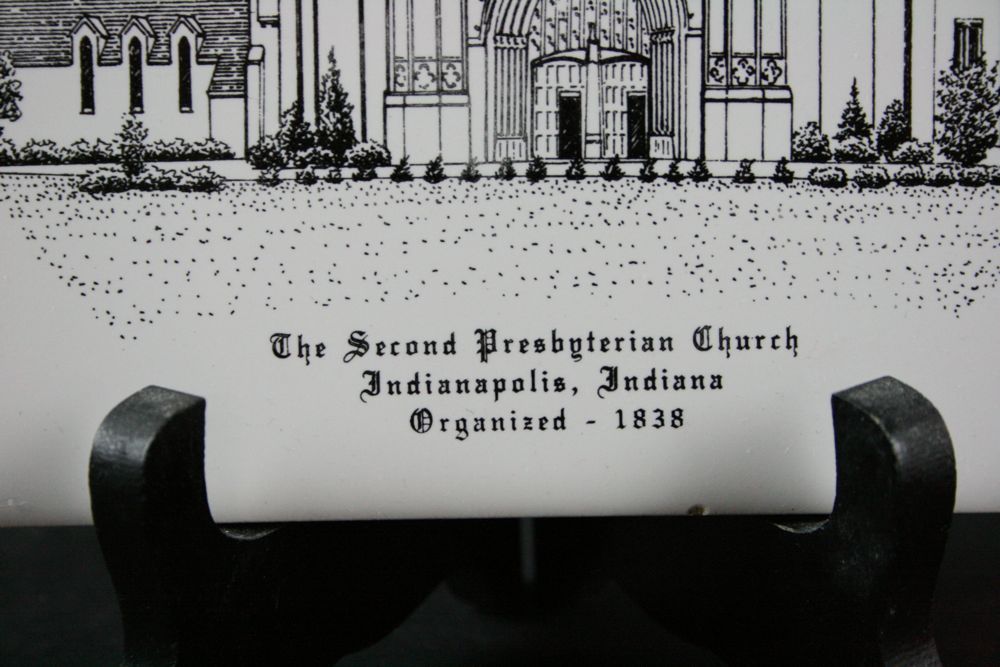 The Second Presbyterian Church
Indianapolis, Indiana
Organized - 1838